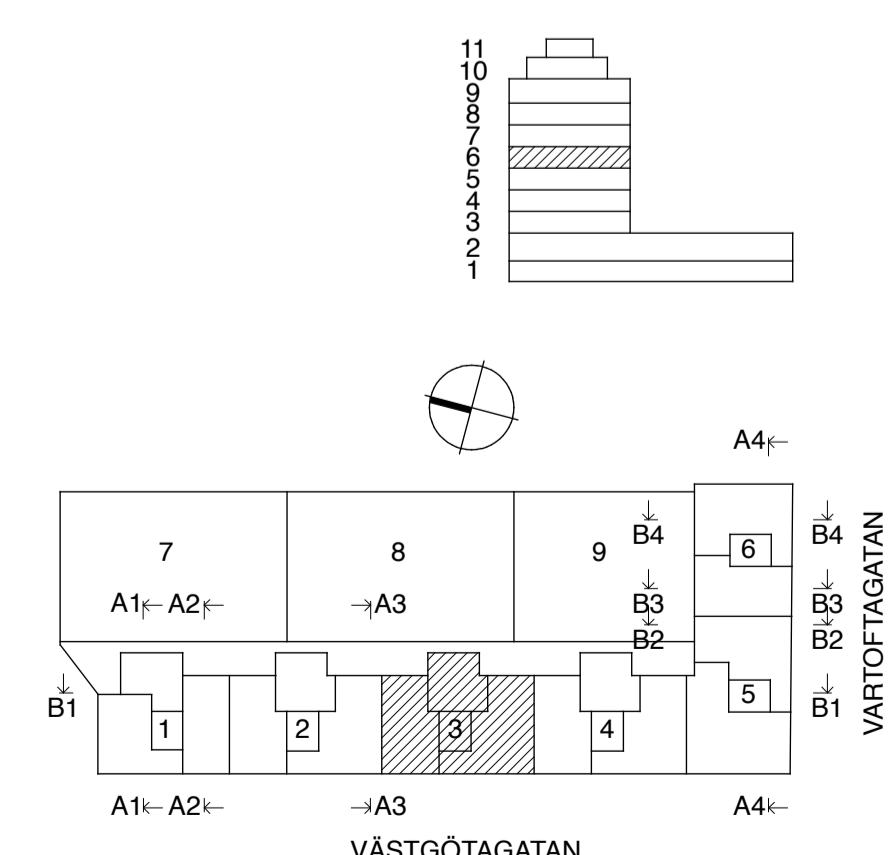 11
10
9
8
7
6
5
4
3
2
1
A4
7 8 9 B4 6 B4
A1 A2 A3 B3 B3
B2 B2
B1 1 2 3 4 5 B1
VARTOFTAGATAN
A1 A2 A3 A4
VÄSTGÖTAGATAN